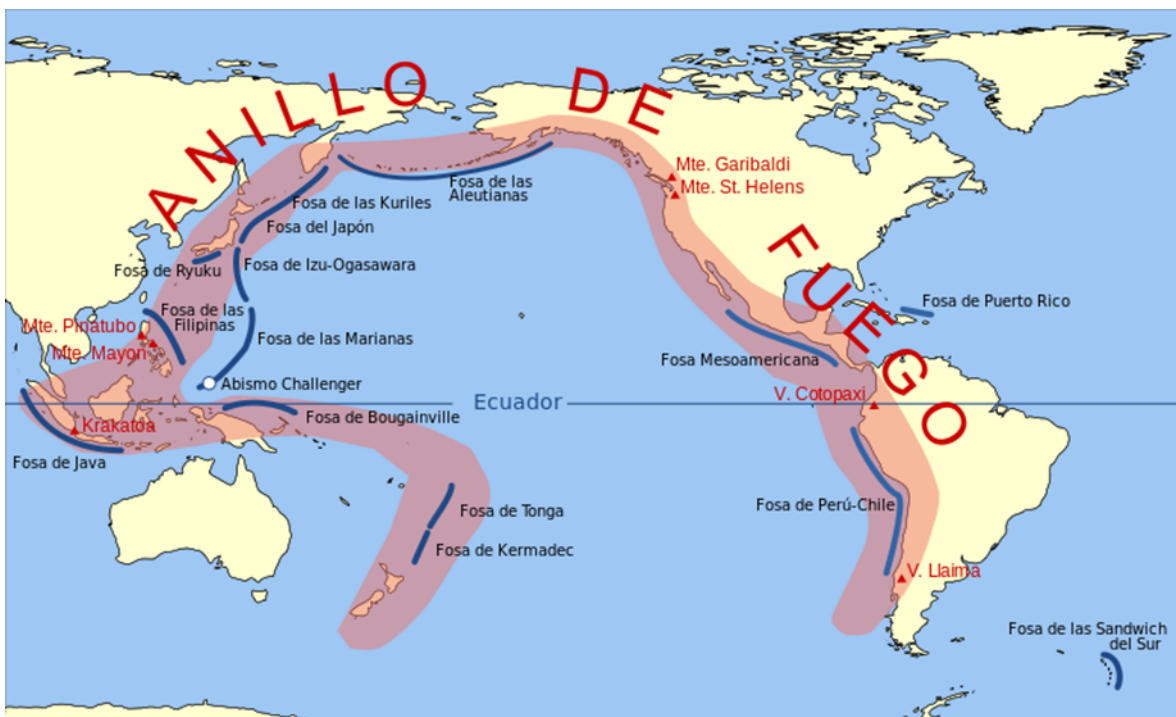 ANILLO DE FUEGO
Mte. Garibaldi
Mte. St. Helens
Fosa de las
Aleutianas
Fosa de las Kuriles
Fosa del Japón
Fosa de Ryuku
Fosa de Izu-Ogasawara
Fosa de Puerto Rico
Fosa de las
Filipinas
Mte. Pinatubo
Mte. Mayon
Fosa de las Marianas
Fosa Mesoamericana
Abismo Challenger
V. Cotopaxi
Ecuador
Fosa de Bougainville
Krakatoa
Fosa de Java
Fosa de Tonga
Fosa de Perú-Chile
Fosa de Kermadec
V. Llaima
Fosa de las Sandwich
del Sur